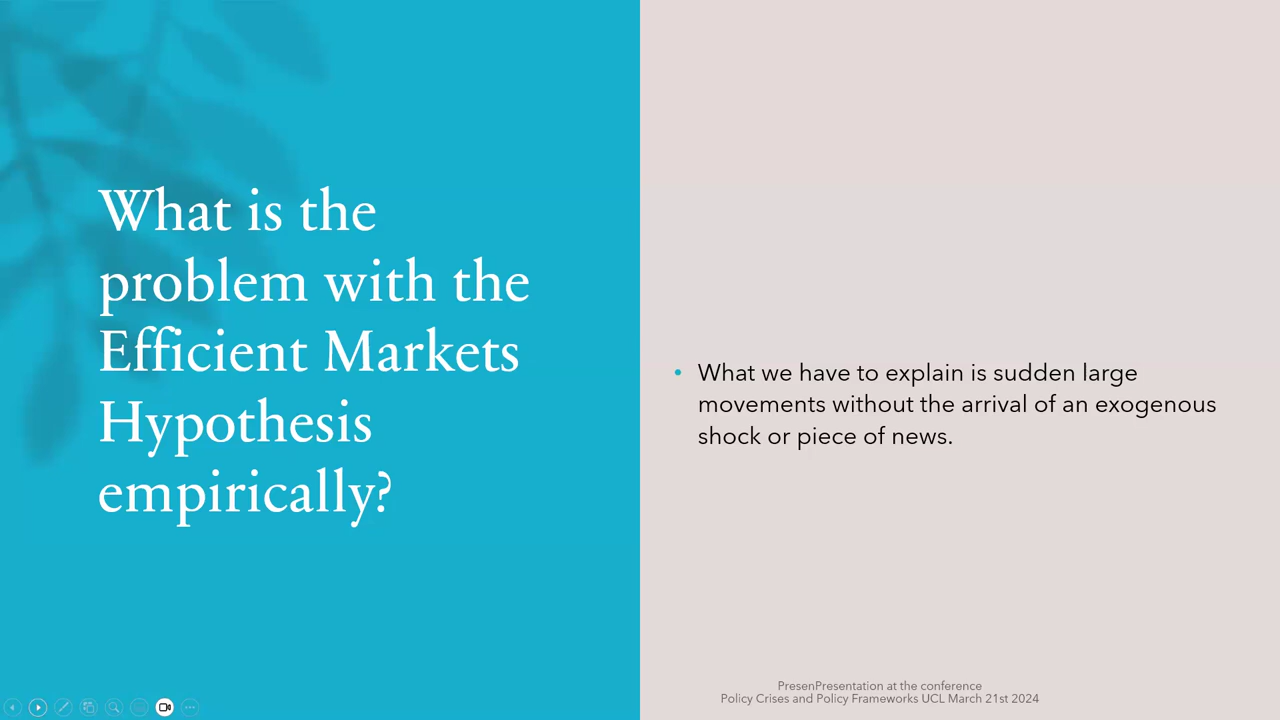 What is the
problem with the
Efficient Markets
Hypothesis
empirically?
• What we have to explain is sudden large
movements without the arrival of an exogenous
shock or piece of news.
PresenPresentation at the conference
Policy Crises and Policy Frameworks UCL March 21st 2024